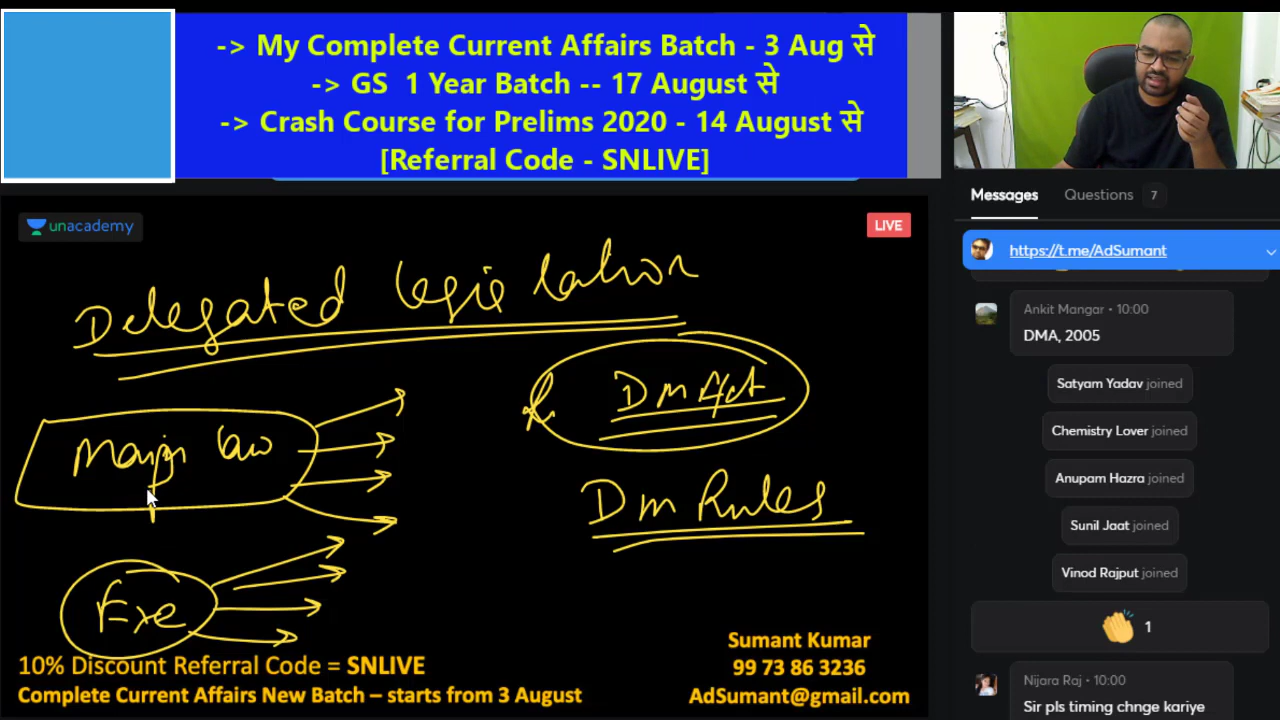 -> My Complete Current Affairs Batch - 3 Aug से
-> GS 1 Year Batch -- 17 August से
-> Crash Course for Prelims 2020 - 14 August से
[Referral Code - SNLIVE]
unacademy
LIVE
Delegated legislation
DM Act
Major law
DM Rules
Exe
10% Discount Referral Code = SNLIVE
Complete Current Affairs New Batch – starts from 3 August
Sumant Kumar
99 73 86 3236
AdSumant@gmail.com
Messages Questions 7
https://t.me/AdSumant
Ankit Mangar • 10:00
DMA, 2005
Satyam Yadav joined
Chemistry Lover joined
Anupam Hazra joined
Sunil Jaat joined
Vinod Rajput joined
1
Nijara Raj • 10:00
Sir pls timing chnge kariye